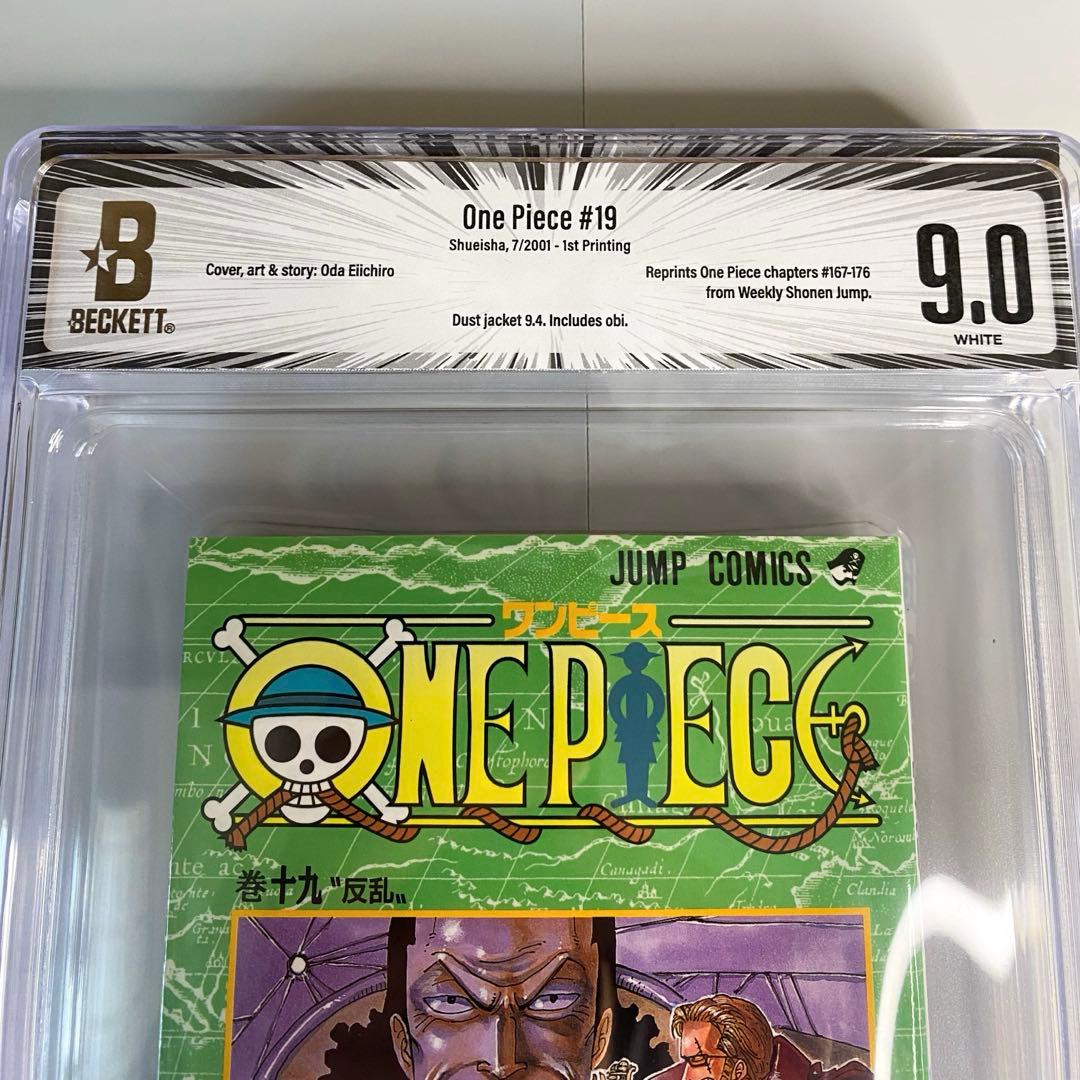 One Piece #19
Shueisha, 7/2001 - 1st Printing
Cover, art & story: Oda Eiichiro
Reprints One Piece chapters #167-176
from Weekly Shonen Jump.
Dust jacket 9.4. Includes obi.
B
BECKETT®
9.0
WHITE
JUMP COMICS
ワンピース
ONE PIECE
巻十九〝反乱〟
Canagadi.
Clandia